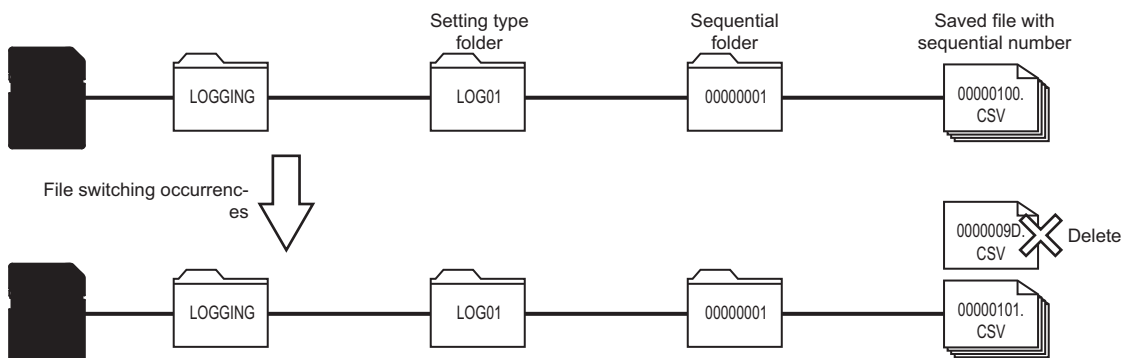 Setting type
folder
Sequential
folder
Saved file with
sequential number
LOGGING
LOG01
00000001
00000100.
CSV
File switching occurrenc-
es
0000009D.
CSV
Delete
LOGGING
LOG01
00000001
00000101.
CSV